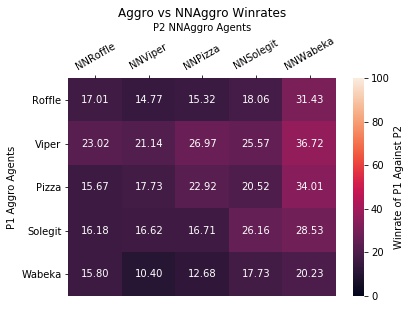 Aggro vs NNAggro Winrates
P2 NNAggro Agents
NNRoffle NNViper NNPizza NNSolegit NNWabeka
Roffle 17.01 14.77 15.32 18.06 31.43
Viper 23.02 21.14 26.97 25.57 36.72
Pizza 15.67 17.73 22.92 20.52 34.01
Solegit 16.18 16.62 16.71 26.16 28.53
Wabeka 15.80 10.40 12.68 17.73 20.23
P1 Aggro Agents
100
80
60
40
20
0
Winrate of P1 Against P2